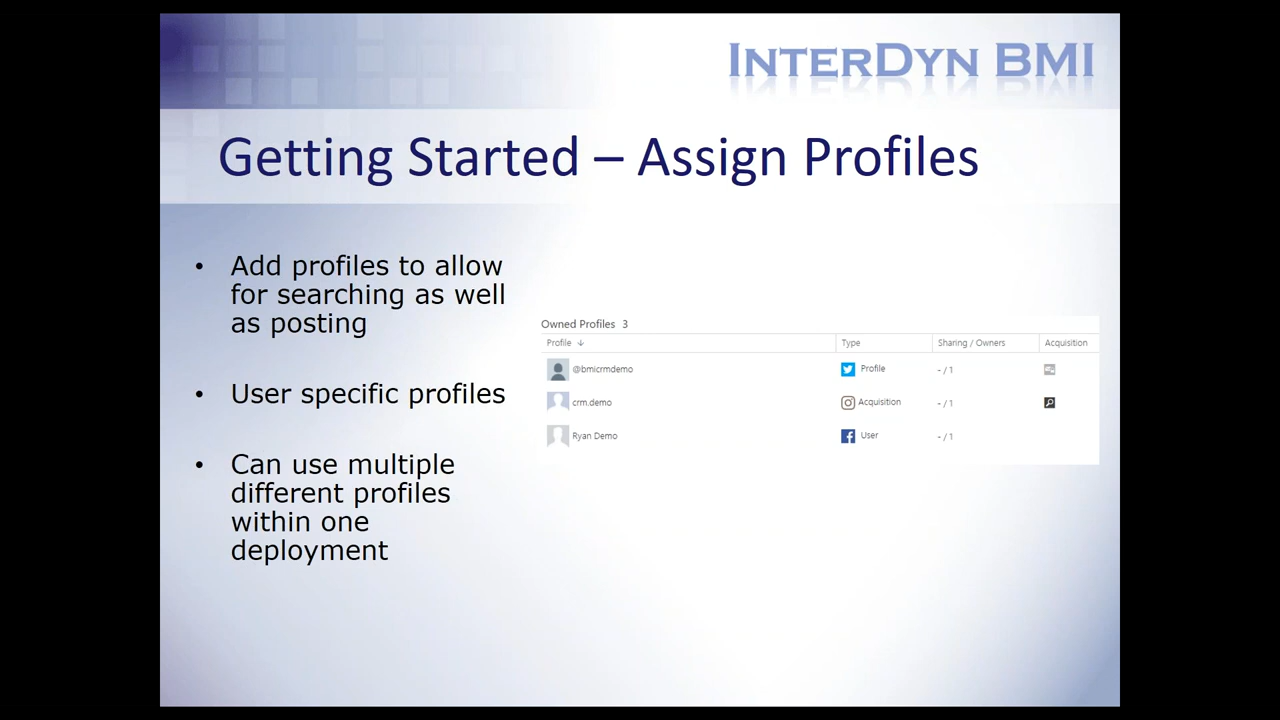 INTERDYN BMI
Getting Started – Assign Profiles
• Add profiles to allow
for searching as well
as posting
• User specific profiles
• Can use multiple
different profiles
within one
deployment
Owned Profiles 3
Profile ↓ Type Sharing / Owners Acquisition
@bmicrmdemo Profile - / 1
crm.demo Acquisition - / 1
Ryan Demo User - / 1